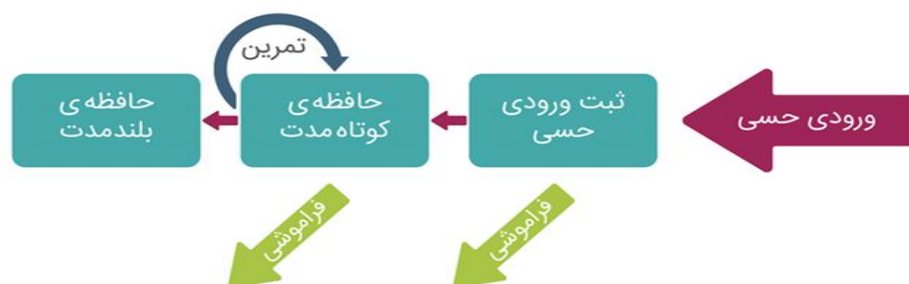 ورودی حسی
ثبت ورودی
حسی
تمرین
حافظه‌ی
کوتاه‌مدت
حافظه‌ی
بلندمدت
فراموشی
فراموشی